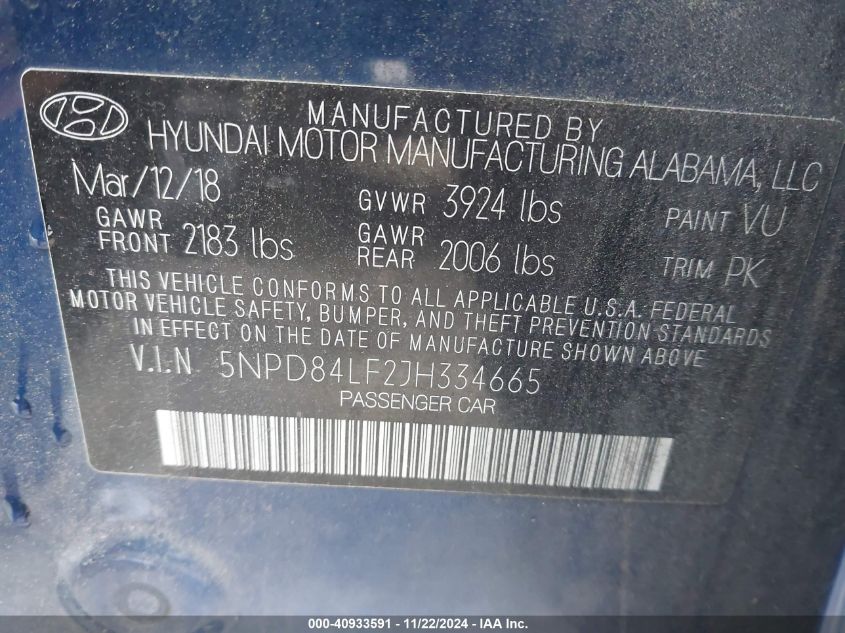 MANUFACTURED BY
HYUNDAI MOTOR MANUFACTURING ALABAMA, LLC
Mar/12/18 GVWR 3924 lbs PAINT VU
GAWR FRONT 2183 lbs GAWR REAR 2006 lbs TRIM PK
THIS VEHICLE CONFORMS TO ALL APPLICABLE U.S.A. FEDERAL
MOTOR VEHICLE SAFETY, BUMPER, AND THEFT PREVENTION STANDARDS
IN EFFECT ON THE DATE OF MANUFACTURE SHOWN ABOVE.
V.I.N 5NPD84LF2JH334665
PASSENGER CAR
000-40933591 - 11/22/2024 - IAA Inc.